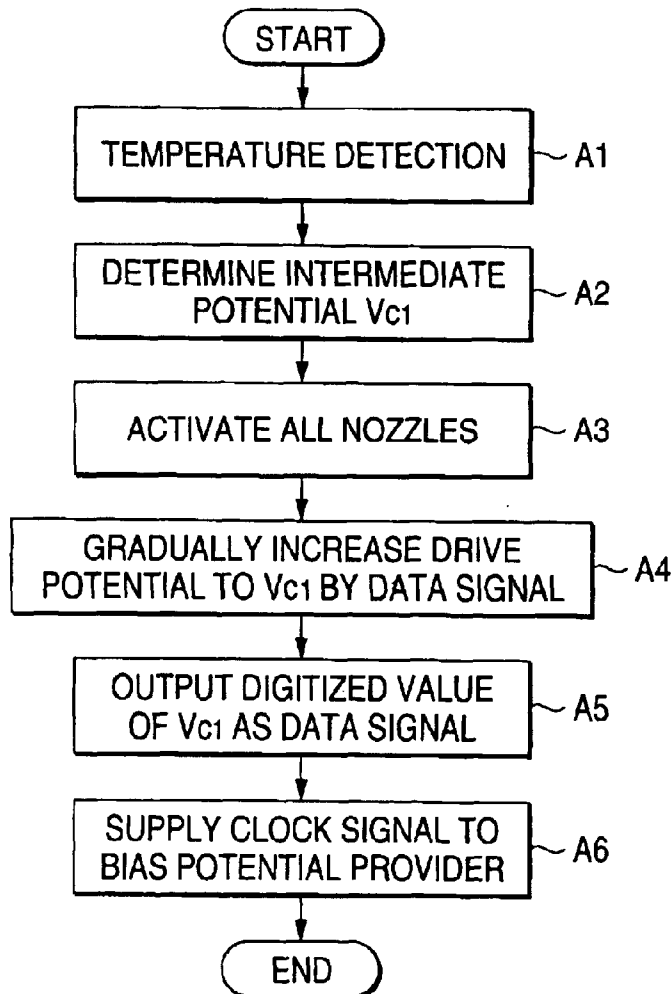 START
TEMPERATURE DETECTION
A1
DETERMINE INTERMEDIATE
POTENTIAL Vc1
A2
ACTIVATE ALL NOZZLES
A3
GRADUALLY INCREASE DRIVE
POTENTIAL TO Vc1 BY DATA SIGNAL
A4
OUTPUT DIGITIZED VALUE
OF Vc1 AS DATA SIGNAL
A5
SUPPLY CLOCK SIGNAL TO
BIAS POTENTIAL PROVIDER
A6
END